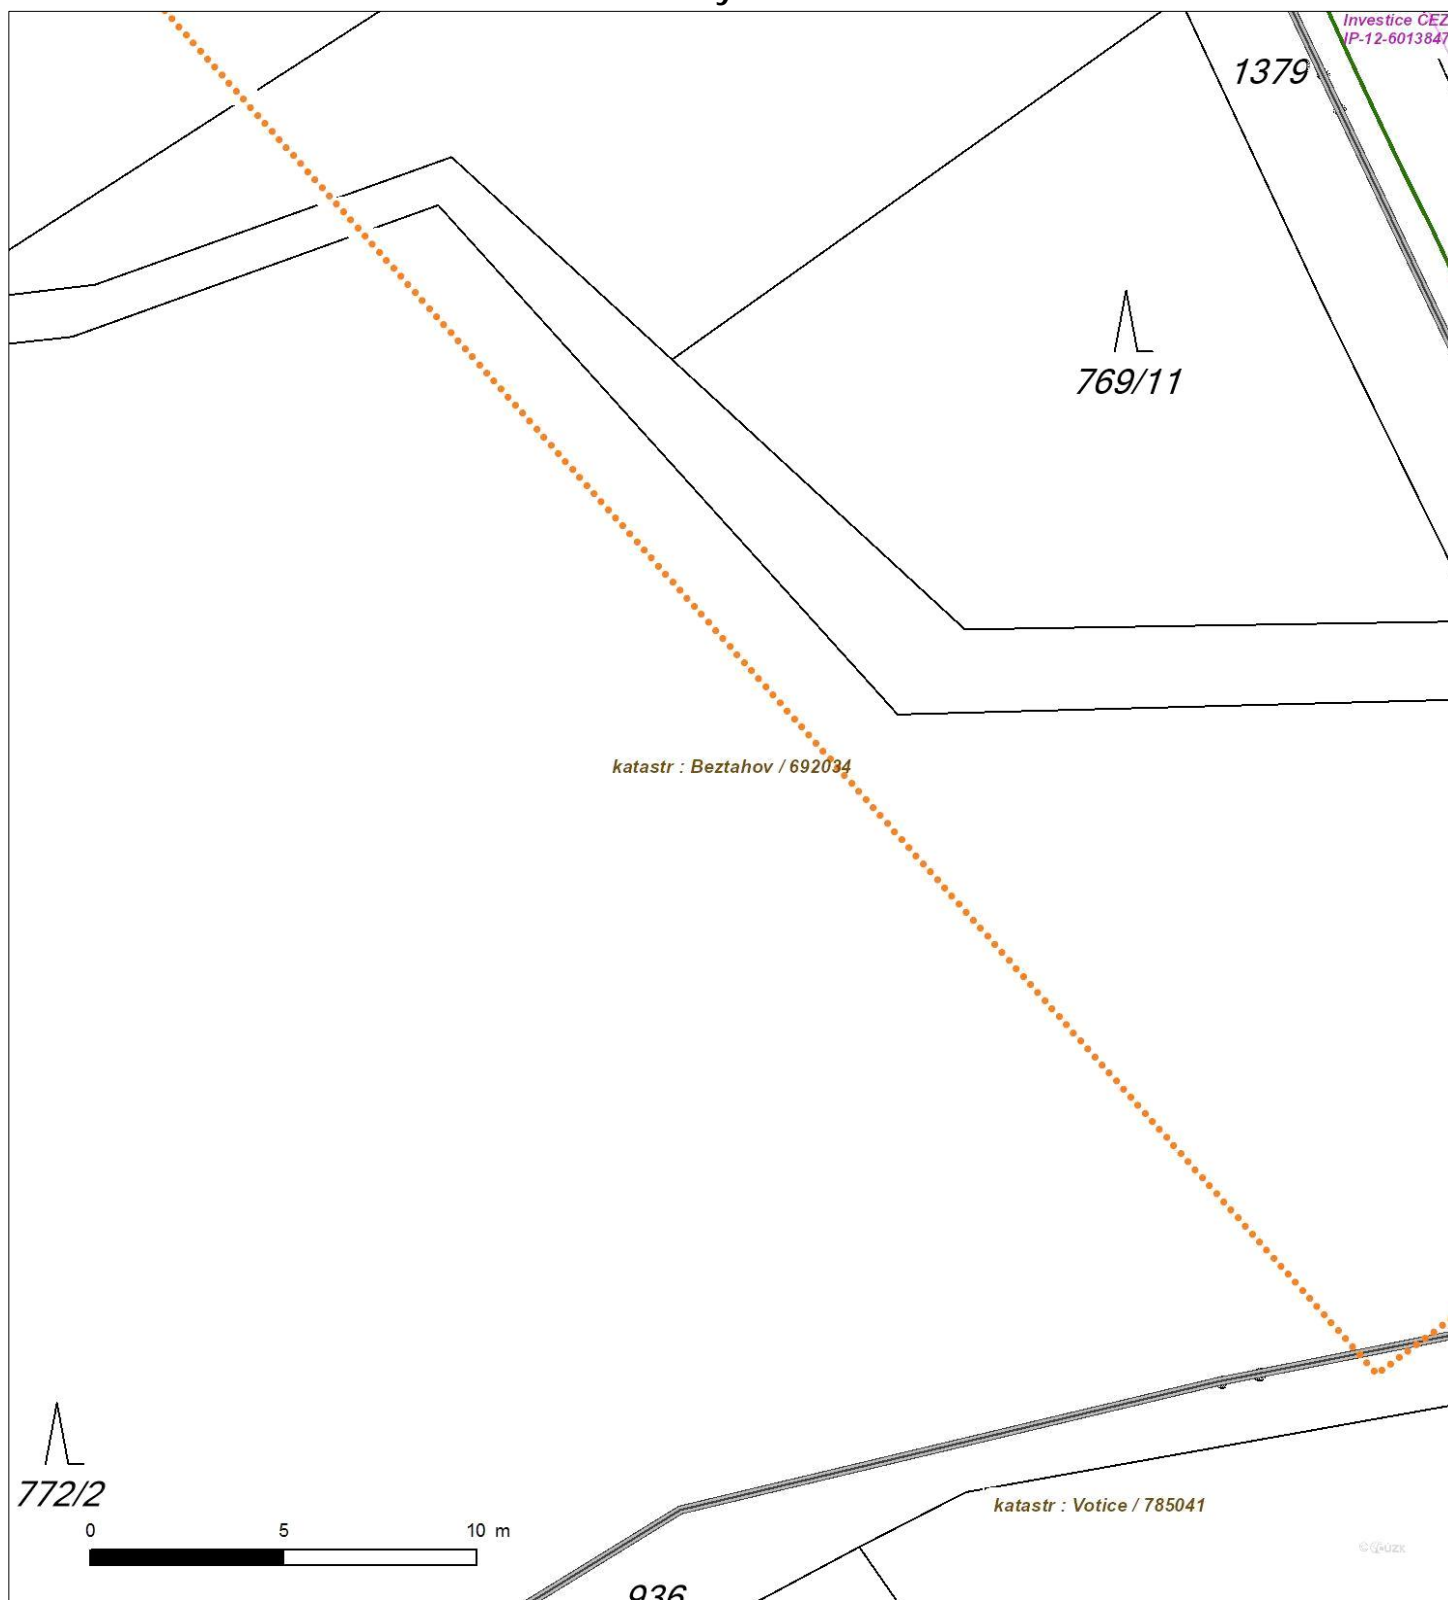 Investice ČEZ
IP-12-6013847
1379
769/11
katastr : Beztahov / 692034
772/2
katastr : Votice / 785041
0 5 10 m
936